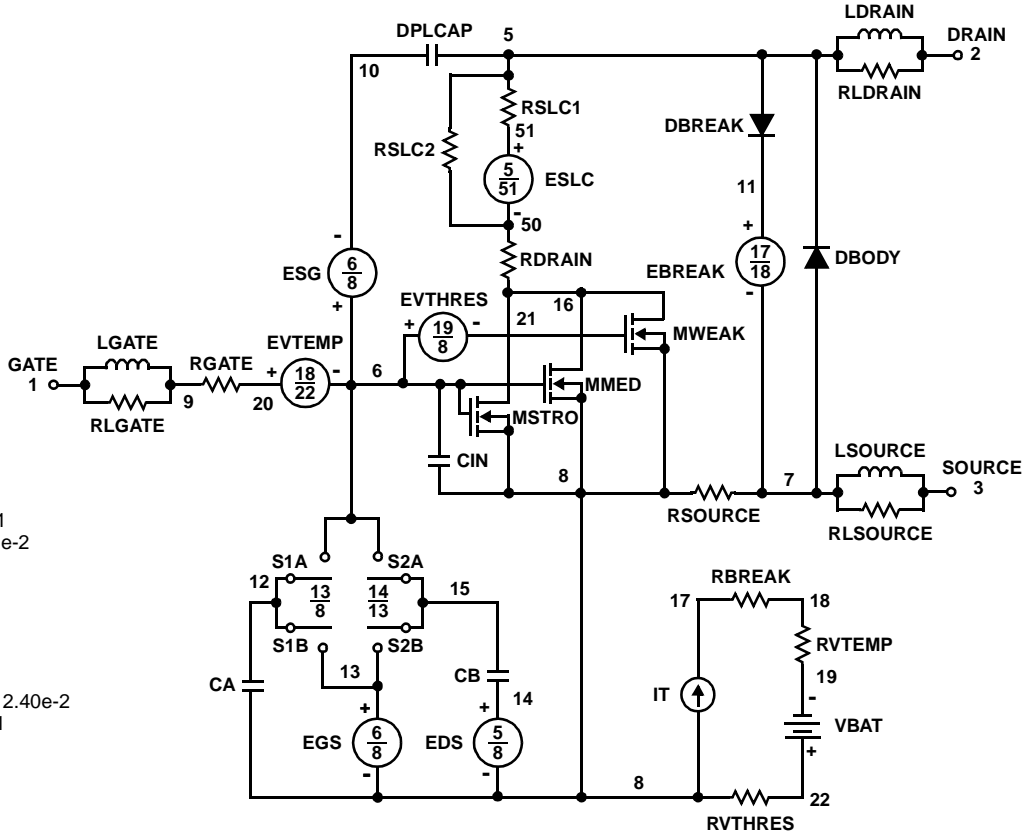 LDRAIN
DPLCAP
5
DRAIN
2
10
RLDRAIN
RSLC1
DBREAK
51
+
RSLC2
5
51
ESLC
11
-
50
-
+
RDRAIN
17
18
DBODY
ESG
6
8
EBREAK
16
-
+
EVTHRES
+
19
8
-
21
MWEAK
LGATE
EVTEMP
GATE
1
RGATE
+
18
22
-
6
MMED
9
20
MSTRO
RLGATE
LSOURCE
CIN
8
7
SOURCE
3
RSOURCE
RLSOURCE
e-2
S1A
S2A
12
13
8
14
13
15
RBREAK
17
18
S1B
S2B
RVTEMP
13
CB
19
CA
14
IT
-
2.40e-2
+
+
VBAT
EGS
6
8
EDS
5
8
+
-
-
8
22
RVTHRES